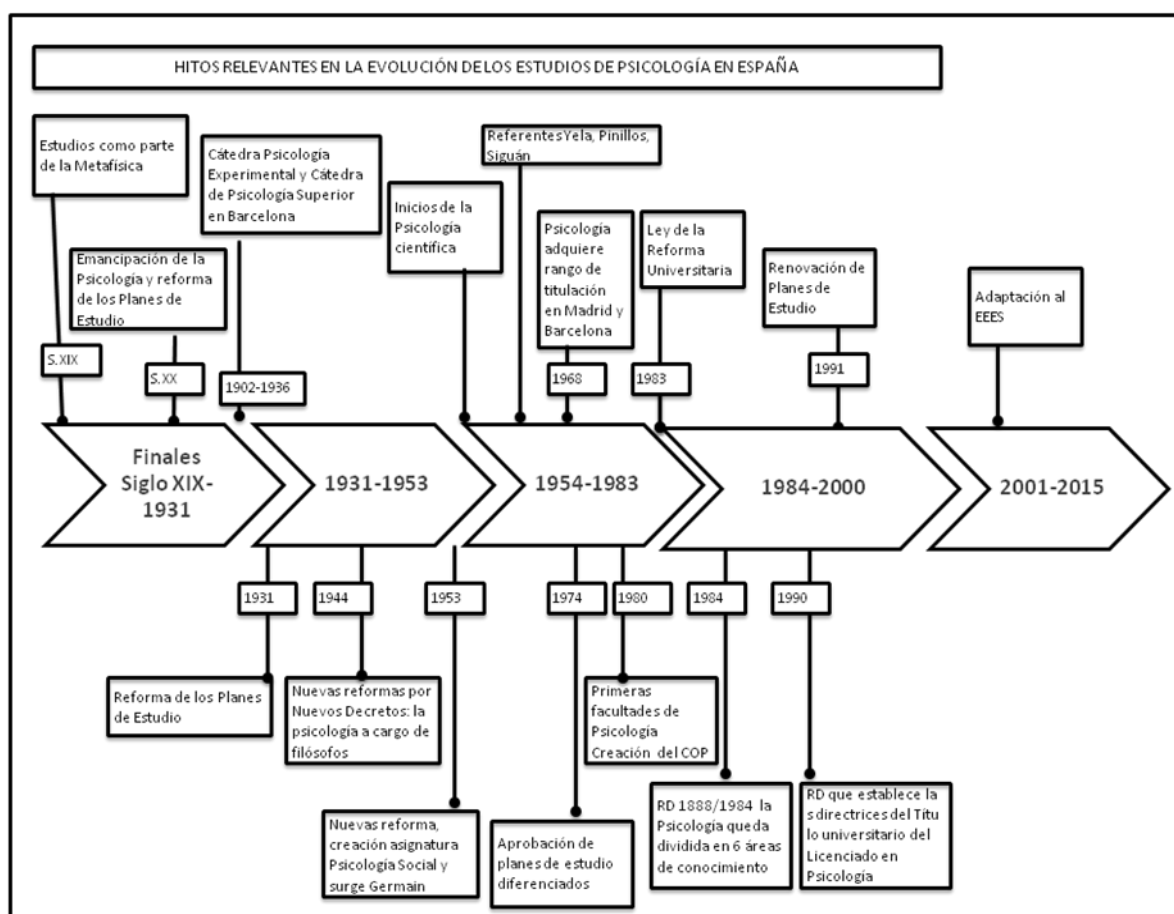 HITOS RELEVANTES EN LA EVOLUCIÓN DE LOS ESTUDIOS DE PSICOLOGÍA EN ESPAÑA
Estudios como parte
de la Metafísica
S.XIX
Emancipación de la
Psicología y reforma
de los Planes de
Estudio
S.XX
Cátedra Psicología
Experimental y Cátedra
de Psicología Superior
en Barcelona
1902-1936
Inicios de la
Psicología
científica
Referentes Yela, Pinillos,
Siguán
Psicología
adquiere
rango de
titulación
en Madrid y
Barcelona
1968
Ley de la
Reforma
Universitaria
1983
Renovación de
Planes de
Estudio
1991
Adaptación al
EEES
Finales
Siglo XIX-
1931
1931-1953
1954-1983
1984-2000
2001-2015
1931
Reforma de los Planes
de Estudio
1944
Nuevas reformas por
Nuevos Decretos: la
psicología a cargo de
filósofos
1953
Nuevas reforma,
creación asignatura
Psicología Social y
surge Germain
1974
Aprobación de
planes de estudio
diferenciados
1980
Primeras
facultades de
Psicología
Creación del COP
1984
RD 1888/1984 la
Psicología queda
dividida en 6 áreas de
conocimiento
1990
RD que establece la
s directrices del Títu
lo universitario del
Licenciado en
Psicología